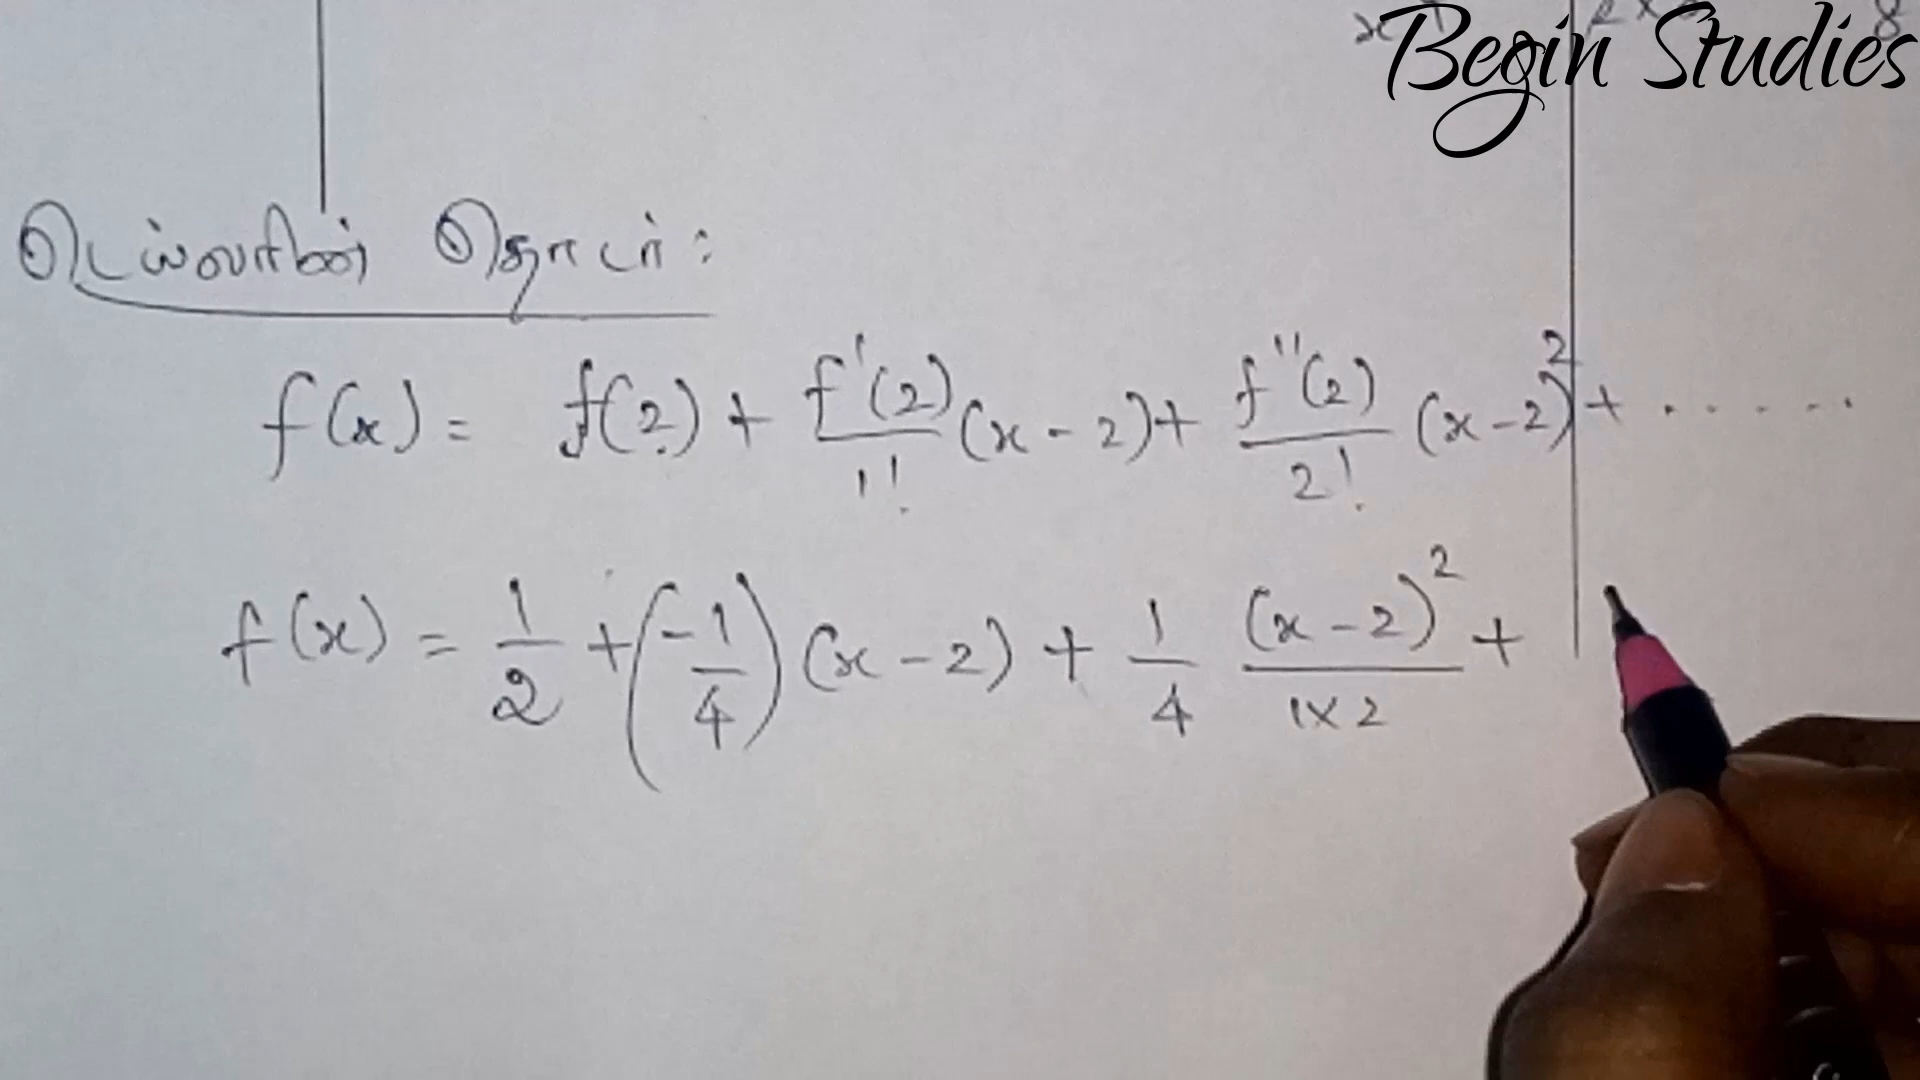 Begin Studies
டெய்லரின் தொடர் :
f(x) = f(2) + f'(2)/1! (x-2) + f''(2)/2! (x-2)² + .....
f(x) = 1/2 + (-1/4) (x-2) + 1/4 (x-2)²/1×2 +